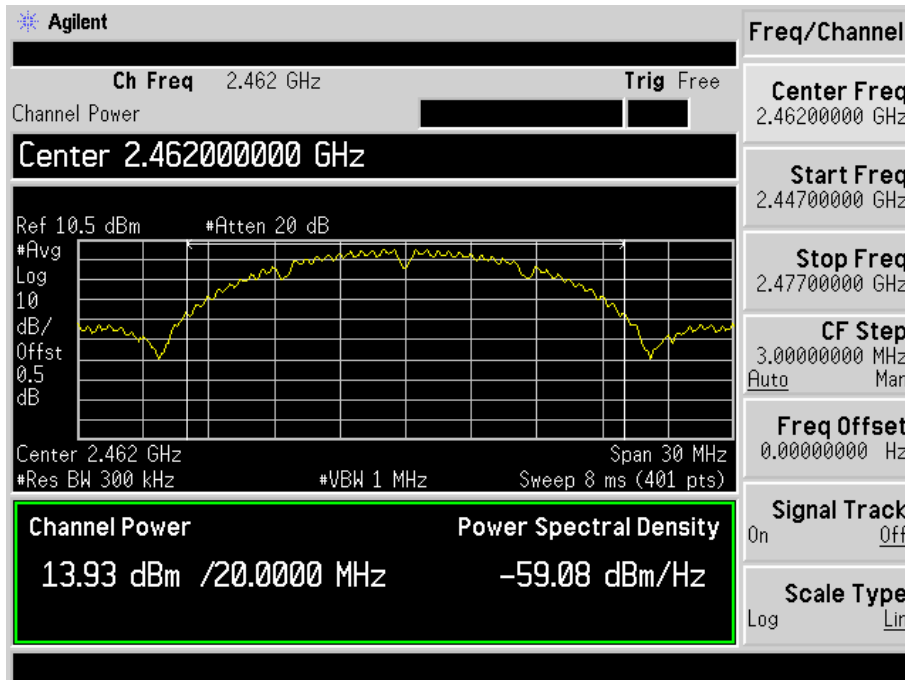 Agilent
Freq/Channel
Ch Freq 2.462 GHz Trig Free
Channel Power
Center 2.462000000 GHz
Ref 10.5 dBm #Atten 20 dB
#Avg
Log
10
dB/
Offst
0.5
dB
Center 2.462 GHz Span 30 MHz
#Res BW 300 kHz #VBW 1 MHz Sweep 8 ms (401 pts)
Channel Power Power Spectral Density
13.93 dBm /20.0000 MHz -59.08 dBm/Hz
Center Freq
2.46200000 GHz
Start Freq
2.44700000 GHz
Stop Freq
2.47700000 GHz
CF Step
3.00000000 MHz
Auto Man
Freq Offset
0.00000000 Hz
Signal Track
On Off
Scale Type
Log Lin